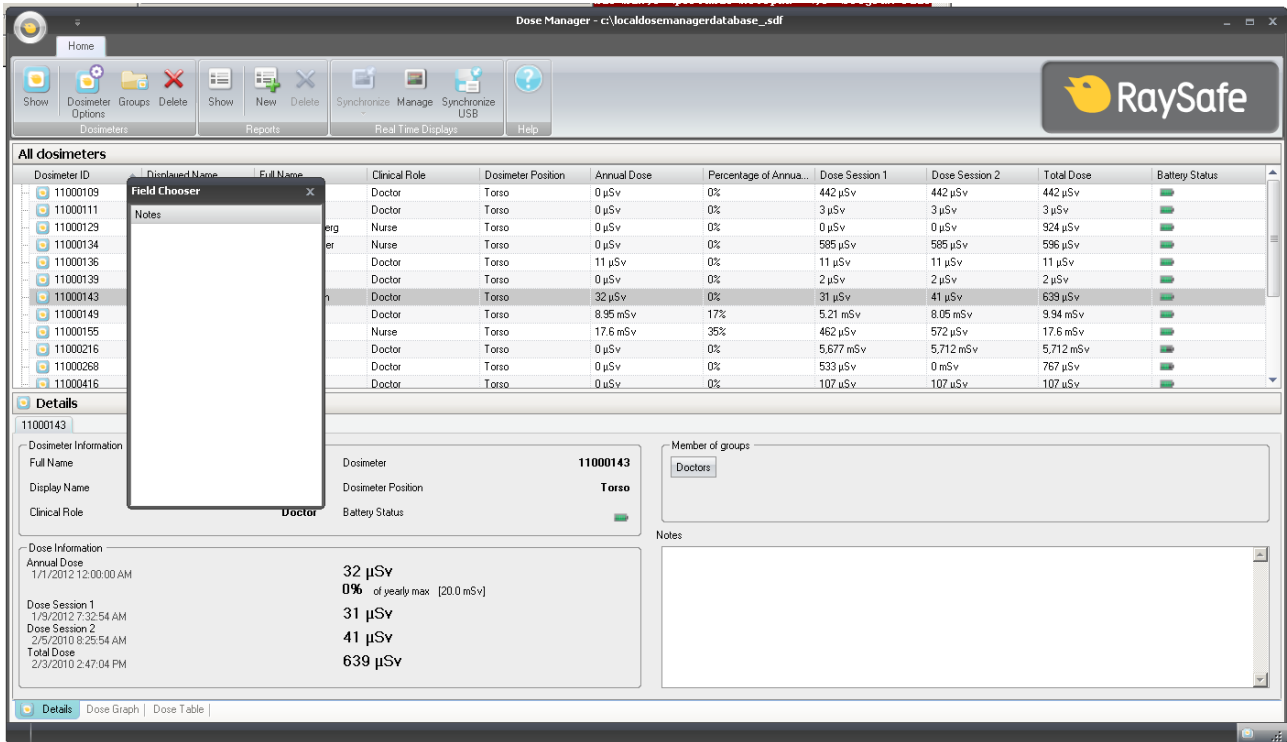 Dose Manager - c:\localdosemanagerdatabase_.sdf
Home
Show Dosimeter Options Groups Delete Show New Delete Synchronize Manage Synchronize USB
Dosimeters Reports Real Time Displays Help
RaySafe
All dosimeters
Dosimeter ID Displayed Name Full Name Clinical Role Dosimeter Position Annual Dose Percentage of Annua... Dose Session 1 Dose Session 2 Total Dose Battery Status
11000109 Doctor Torso 0 µSv 0% 442 µSv 442 µSv 442 µSv
11000111 Doctor Torso 0 µSv 0% 3 µSv 3 µSv 3 µSv
11000129 erg Nurse Torso 0 µSv 0% 0 µSv 0 µSv 924 µSv
11000134 er Nurse Torso 0 µSv 0% 585 µSv 585 µSv 596 µSv
11000136 Doctor Torso 11 µSv 0% 11 µSv 11 µSv 11 µSv
11000139 Doctor Torso 0 µSv 0% 2 µSv 2 µSv 2 µSv
11000143 Doctor Torso 32 µSv 0% 31 µSv 41 µSv 639 µSv
11000149 Doctor Torso 8.95 mSv 17% 5.21 mSv 8.05 mSv 9.94 mSv
11000155 Nurse Torso 17.6 mSv 35% 462 µSv 572 µSv 17.6 mSv
11000216 Doctor Torso 0 µSv 0% 5,677 mSv 5,712 mSv 5,712 mSv
11000268 Doctor Torso 0 µSv 0% 533 µSv 0 mSv 767 µSv
11000416 Doctor Torso 0 µSv 0% 107 µSv 107 µSv 107 µSv
Field Chooser x
Notes
Details
11000143
Dosimeter Information
Full Name Dosimeter 11000143
Display Name Dosimeter Position Torso
Clinical Role Doctor Battery Status
Member of groups
Doctors
Notes
Dose Information
Annual Dose
1/1/2012 12:00:00 AM 32 µSv
0% of yearly max [20.0 mSv]
Dose Session 1
1/9/2012 7:32:54 AM 31 µSv
Dose Session 2
2/5/2010 8:25:54 AM 41 µSv
Total Dose
2/3/2010 2:47:04 PM 639 µSv
Details Dose Graph Dose Table